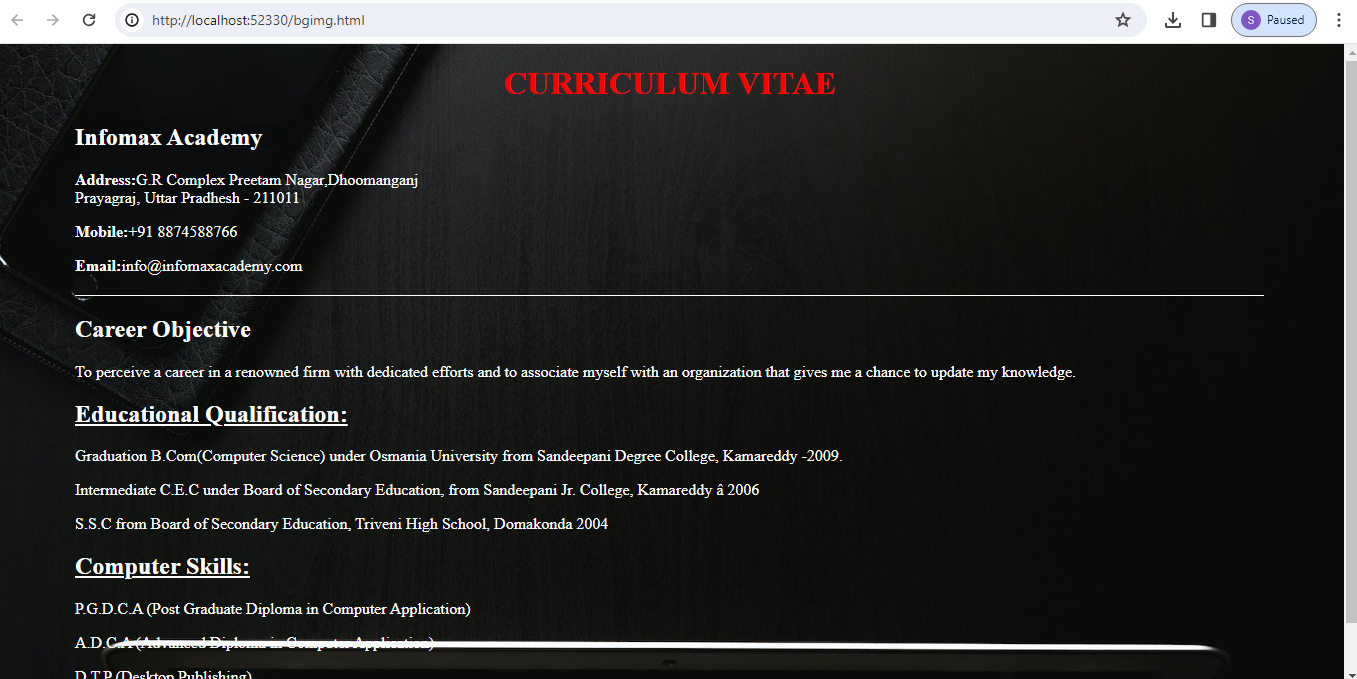 http://localhost:52330/bgimg.html
S Paused
CURRICULUM VITAE
Infomax Academy
Address:G.R Complex Preetam Nagar,Dhoomanganj
Prayagraj, Uttar Pradhesh - 211011
Mobile:+91 8874588766
Email:info@infomaxacademy.com
Career Objective
To perceive a career in a renowned firm with dedicated efforts and to associate myself with an organization that gives me a chance to update my knowledge.
Educational Qualification:
Graduation B.Com(Computer Science) under Osmania University from Sandeepani Degree College, Kamareddy -2009.
Intermediate C.E.C under Board of Secondary Education, from Sandeepani Jr. College, Kamareddy â 2006
S.S.C from Board of Secondary Education, Triveni High School, Domakonda 2004
Computer Skills:
P.G.D.C.A (Post Graduate Diploma in Computer Application)
A.D.C.A (Advanced Diploma in Computer Application)
D.T.P (Desktop Publishing)